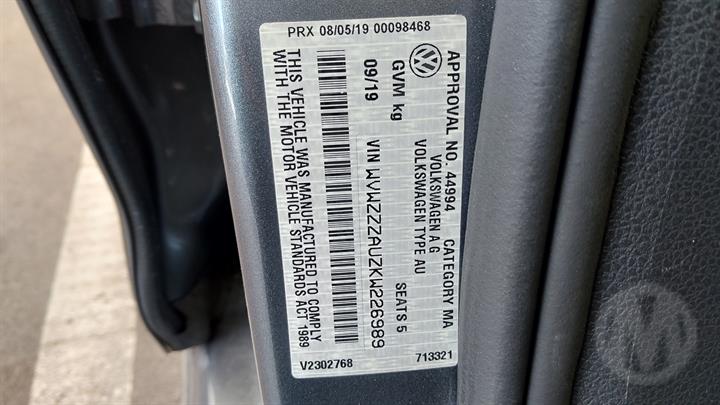 PRX 08/05/19 00098468
APPROVAL NO. 44994 CATEGORY MA
VOLKSWAGEN AG
VOLKSWAGEN TYPE AU
GVM kg SEATS 5
09/19
VIN WVWZZZAUZKW226989
THIS VEHICLE WAS MANUFACTURED TO COMPLY
WITH THE MOTOR VEHICLE STANDARDS ACT 1989
V2302768 713321